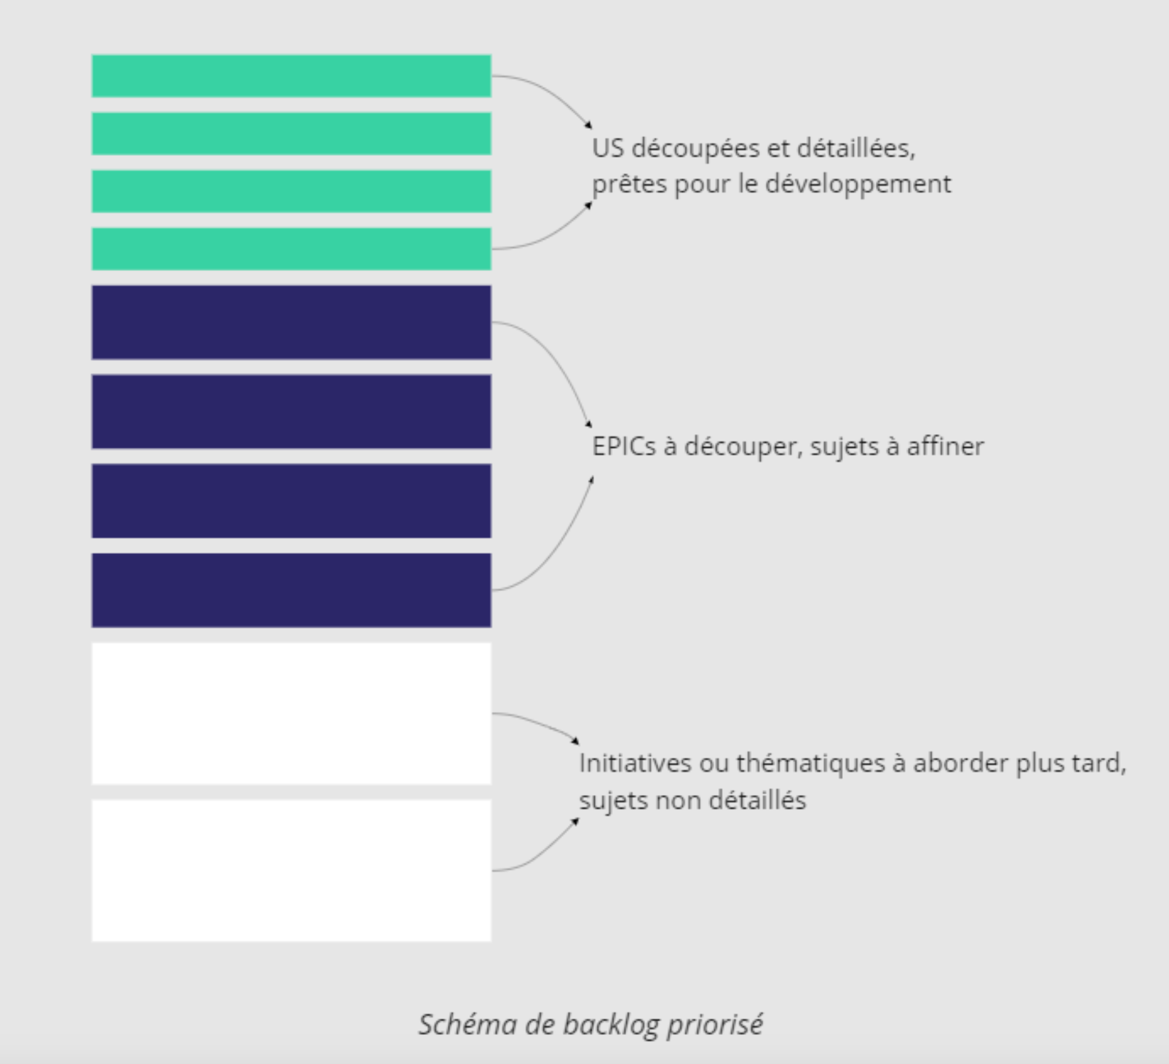 US découpées et détaillées,
prêtes pour le développement
EPICs à découper, sujets à affiner
Initiatives ou thématiques à aborder plus tard,
sujets non détaillés
Schéma de backlog priorisé